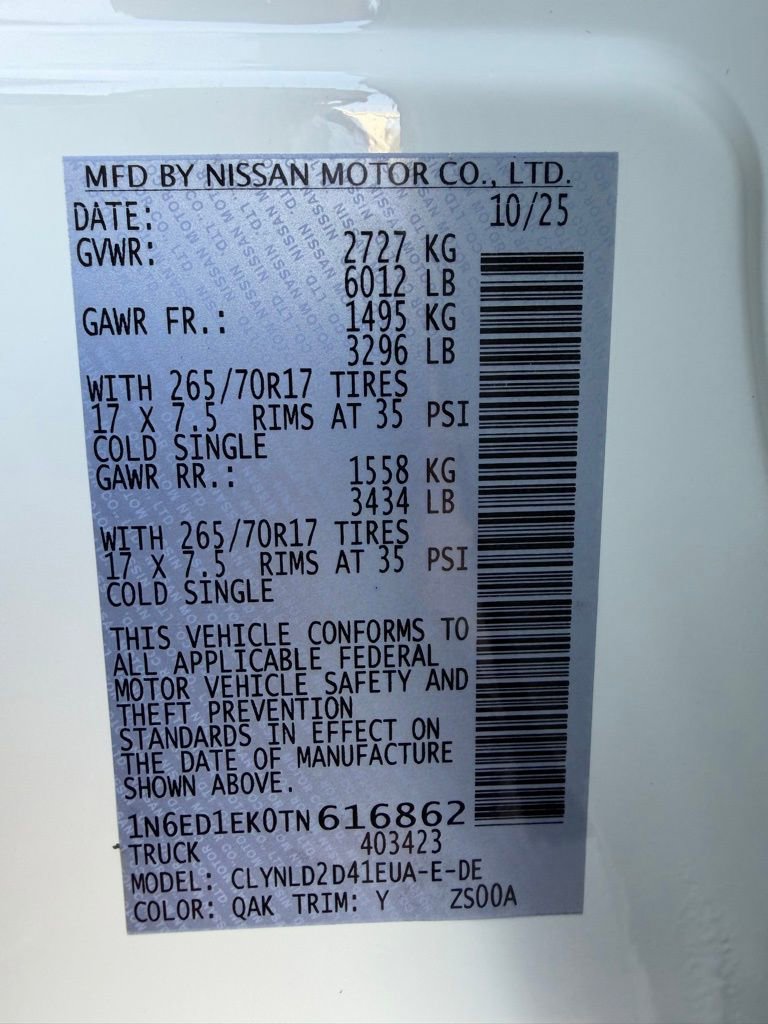 MFD BY NISSAN MOTOR CO., LTD.
DATE: 10/25
GVWR: 2727 KG
6012 LB
GAWR FR.: 1495 KG
3296 LB
WITH 265/70R17 TIRES
17 X 7.5 RIMS AT 35 PSI
COLD SINGLE
GAWR RR.: 1558 KG
3434 LB
WITH 265/70R17 TIRES
17 X 7.5 RIMS AT 35 PSI
COLD SINGLE
THIS VEHICLE CONFORMS TO
ALL APPLICABLE FEDERAL
MOTOR VEHICLE SAFETY AND
THEFT PREVENTION
STANDARDS IN EFFECT ON
THE DATE OF MANUFACTURE
SHOWN ABOVE.
1N6ED1EK0TN616862
TRUCK 403423
MODEL: CLYNLD2D41EUA-E-DE
COLOR: QAK TRIM: Y ZS00A